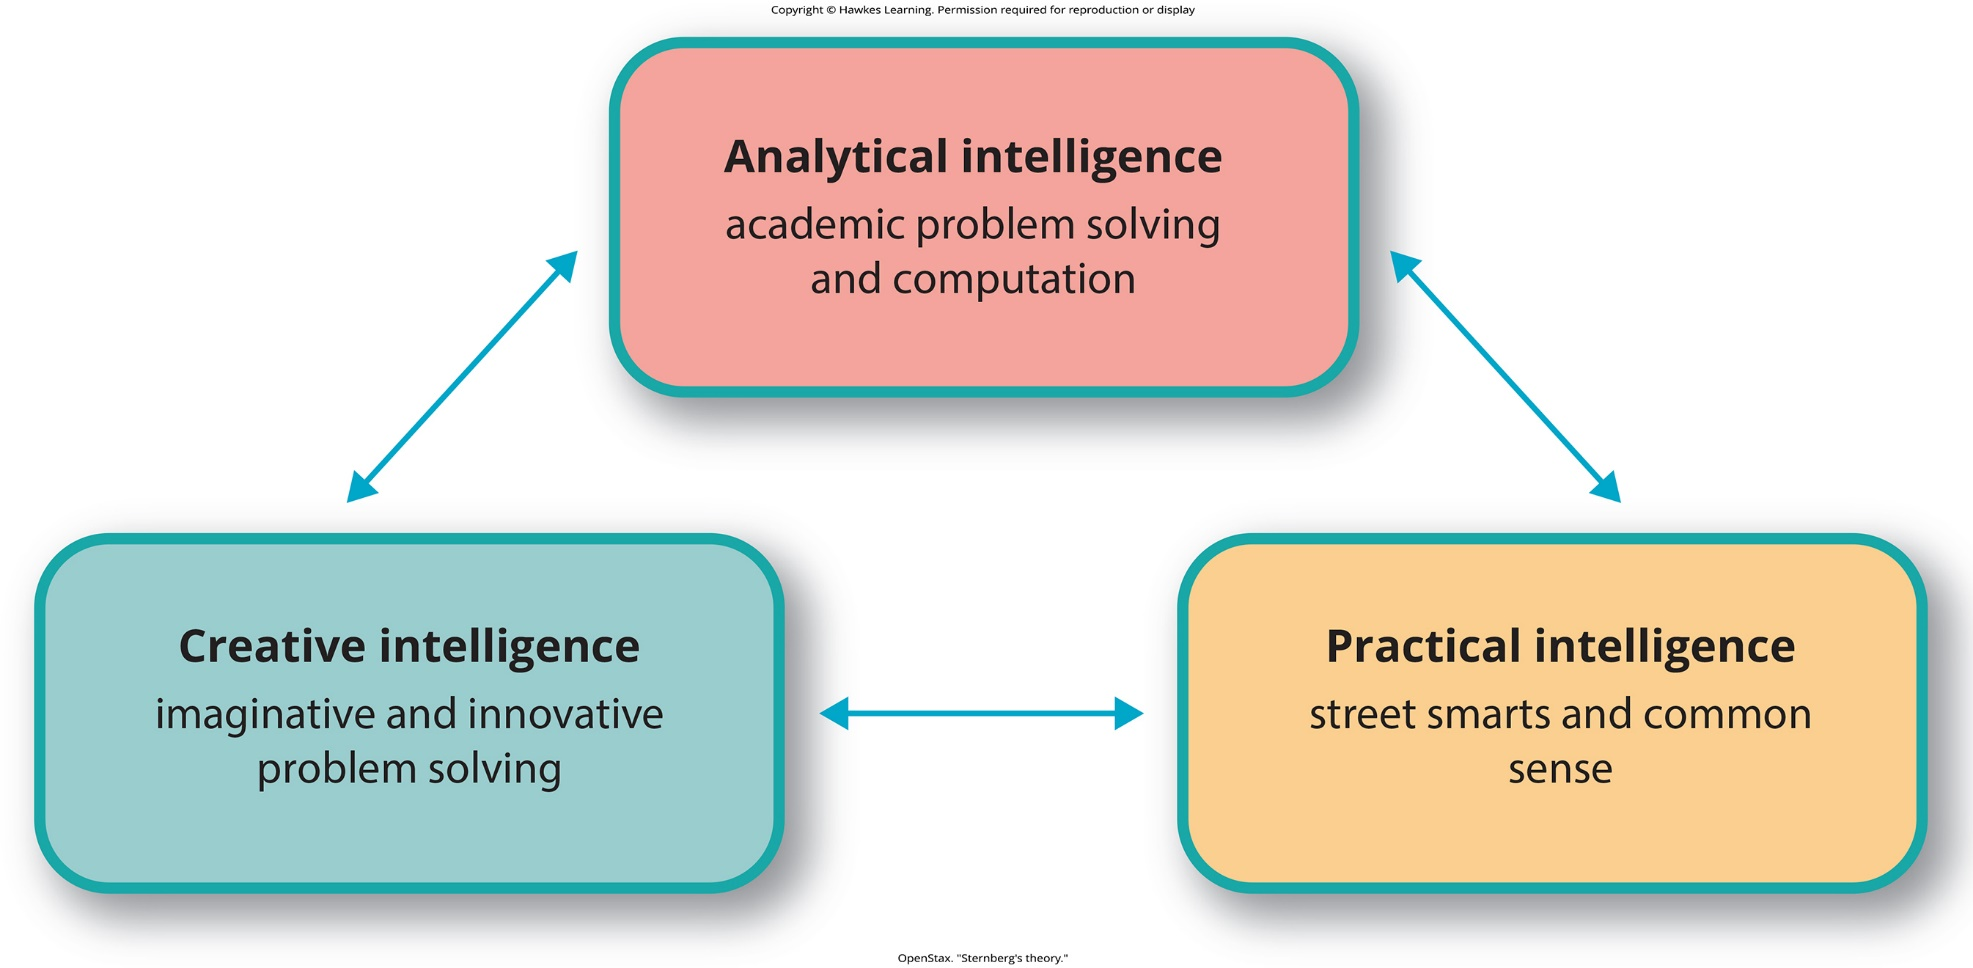 Copyright © Hawkes Learning. Permission required for reproduction or display
Analytical intelligence
academic problem solving
and computation
Creative intelligence
imaginative and innovative
problem solving
Practical intelligence
street smarts and common
sense
OpenStax. "Sternberg's theory."